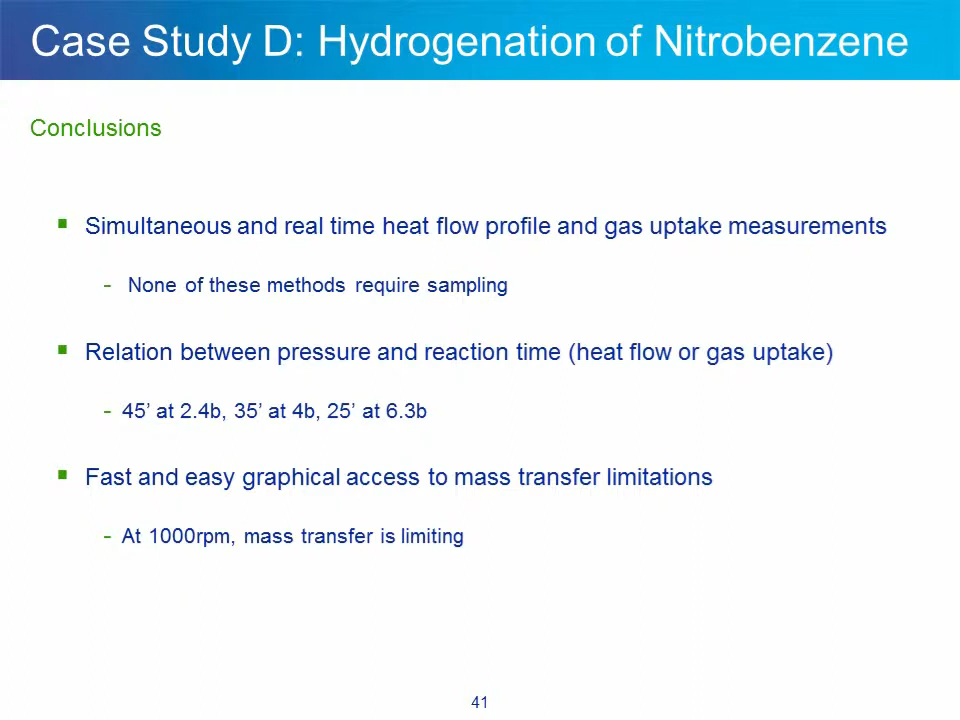 Case Study D: Hydrogenation of Nitrobenzene
Conclusions
▪ Simultaneous and real time heat flow profile and gas uptake measurements
- None of these methods require sampling
▪ Relation between pressure and reaction time (heat flow or gas uptake)
- 45’ at 2.4b, 35’ at 4b, 25’ at 6.3b
▪ Fast and easy graphical access to mass transfer limitations
- At 1000rpm, mass transfer is limiting
41